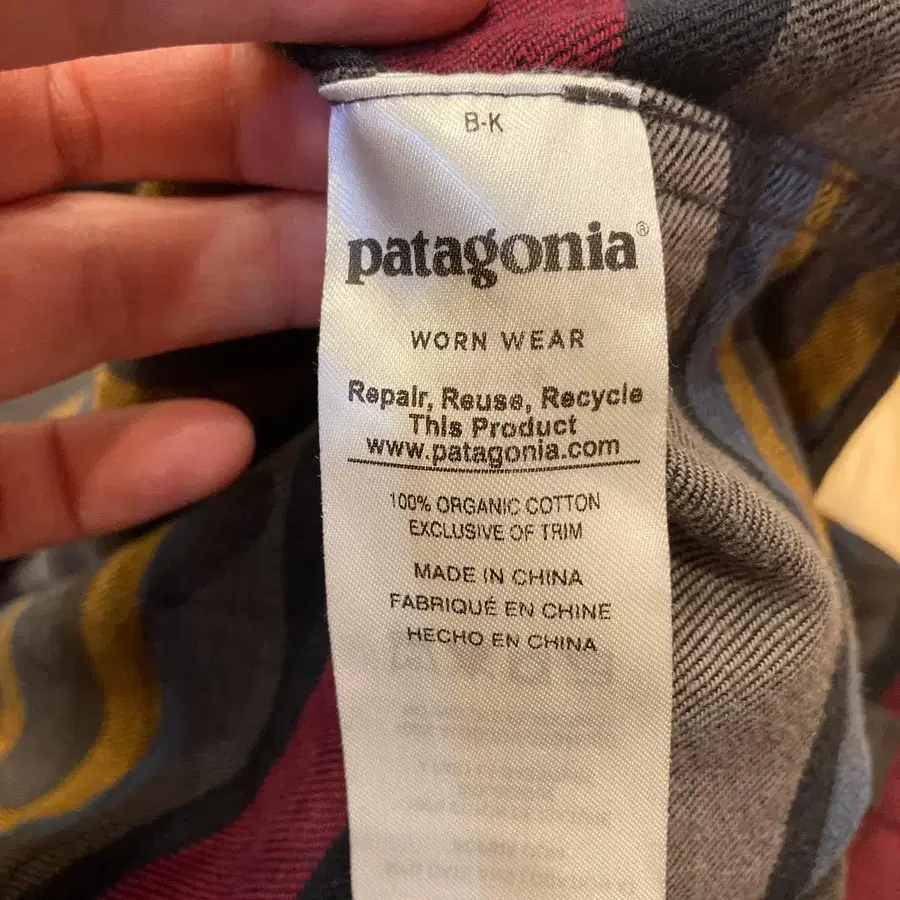 B-K
patagonia®
WORN WEAR
Repair, Reuse, Recycle
This Product
www.patagonia.com
100% ORGANIC COTTON
EXCLUSIVE OF TRIM
MADE IN CHINA
FABRIQUÉ EN CHINE
HECHO EN CHINA